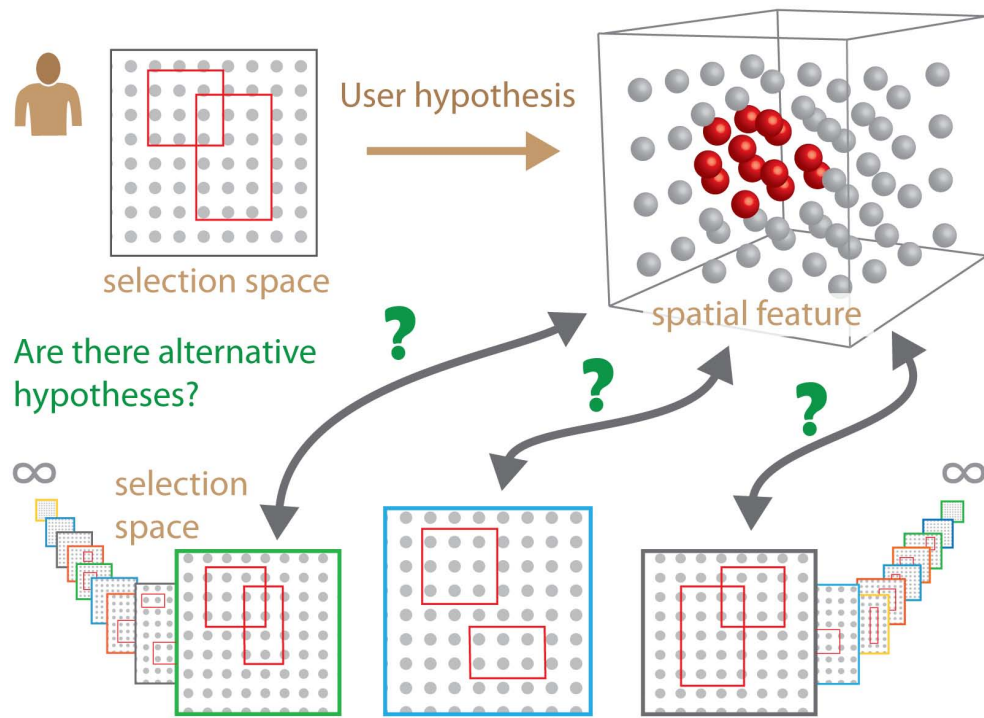 User hypothesis
selection space
spatial feature
?
Are there alternative
hypotheses?
?
?
∞
∞
selection
space